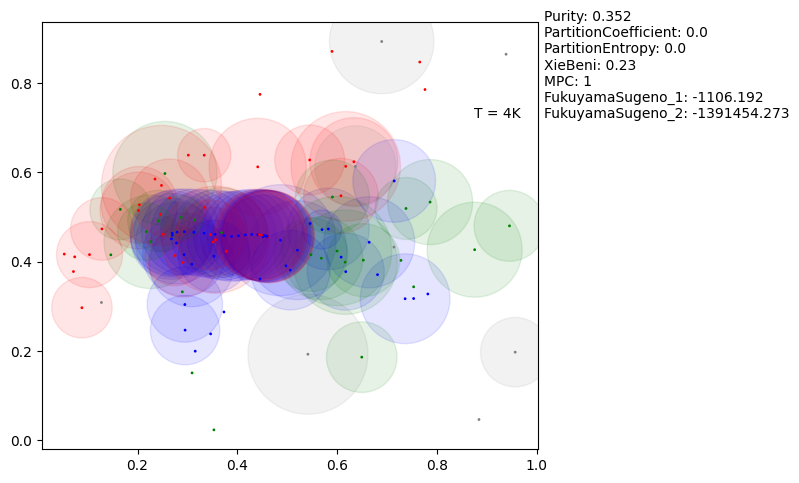 Purity: 0.352
PartitionCoefficient: 0.0
PartitionEntropy: 0.0
XieBeni: 0.23
MPC: 1
FukuyamaSugeno_1: -1106.192
FukuyamaSugeno_2: -1391454.273
T = 4K
0.8
0.6
0.4
0.2
0.0
0.2 0.4 0.6 0.8 1.0